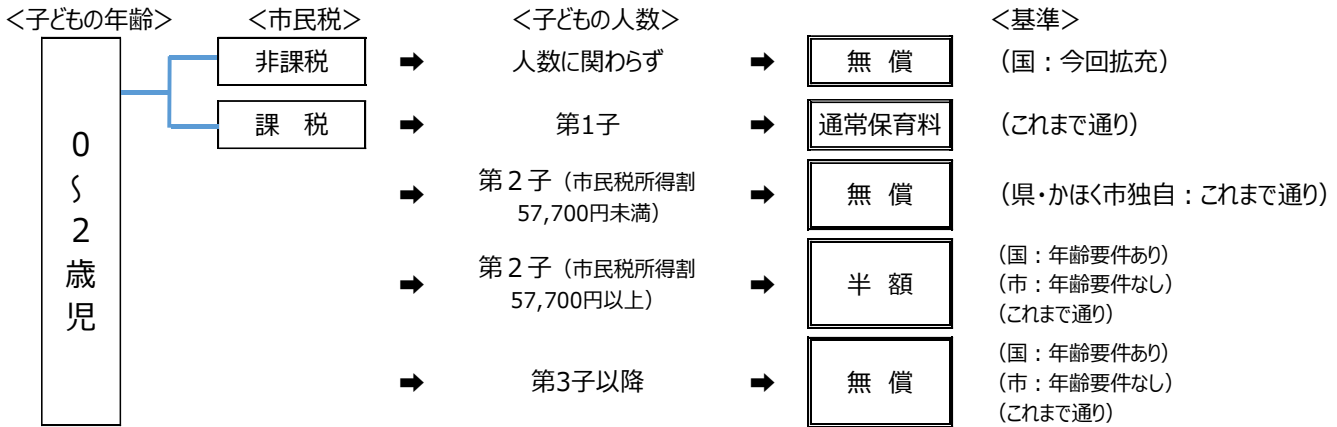 ＜子どもの年齢＞ ＜市民税＞ ＜子どもの人数＞ ＜基準＞
非課税 ➡ 人数に関わらず ➡ 無 償 （国：今回拡充）
課 税 ➡ 第1子 ➡ 通常保育料 （これまで通り）
0～2歳児
➡ 第２子（市民税所得割
57,700円未満） ➡ 無 償 （県・かほく市独自：これまで通り）
➡ 第２子（市民税所得割
57,700円以上） ➡ 半 額
（国：年齢要件あり）
（市：年齢要件なし）
（これまで通り）
➡ 第3子以降 ➡ 無 償
（国：年齢要件あり）
（市：年齢要件なし）
（これまで通り）